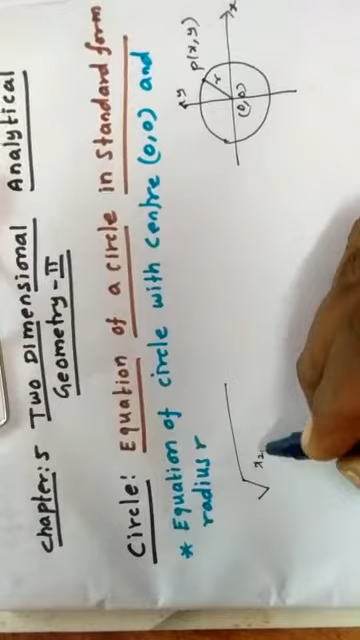 Chapter:5 Two Dimensional Analytical
Geometry-II
Circle: Equation of a circle in standard form
* Equation of circle with centre (0,0) and
radius r
y
P(x,y)
r
(0,0)
x
√x2